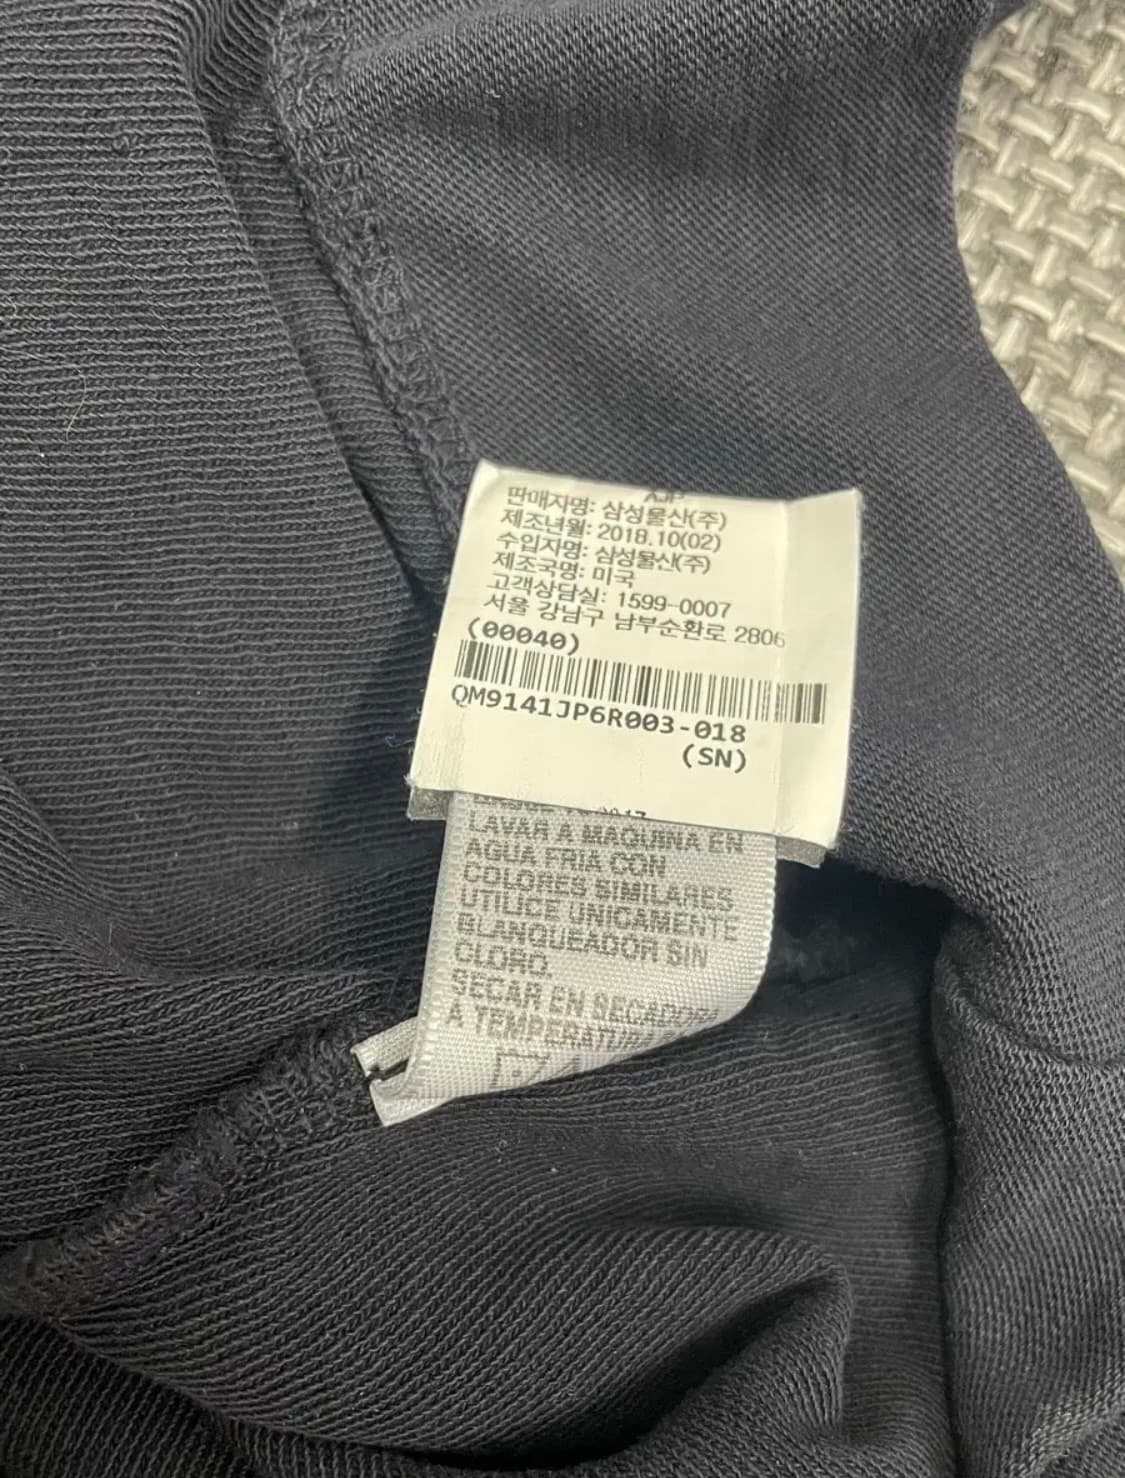 판매자명: 삼성물산(주)
제조년월: 2018.10(02)
수입자명: 삼성물산(주)
제조국명: 미국
고객상담실: 1599-0007
서울 강남구 남부순환로 2806
(00040)
QM9141JP6R003-018
(SN)
LAVAR A MAQUINA EN
AGUA FRIA CON
COLORES SIMILARES
UTILICE UNICAMENTE
BLANQUEADOR SIN
CLORO.
SECAR EN
A